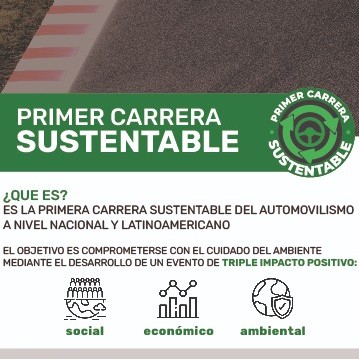 PRIMER CARRERA
SUSTENTABLE
PRIMER CARRERA
SUSTENTABLE
¿QUE ES?
ES LA PRIMERA CARRERA SUSTENTABLE DEL AUTOMOVILISMO
A NIVEL NACIONAL Y LATINOAMERICANO
EL OBJETIVO ES COMPROMETERSE CON EL CUIDADO DEL AMBIENTE
MEDIANTE EL DESARROLLO DE UN EVENTO DE TRIPLE IMPACTO POSITIVO:
social económico ambiental